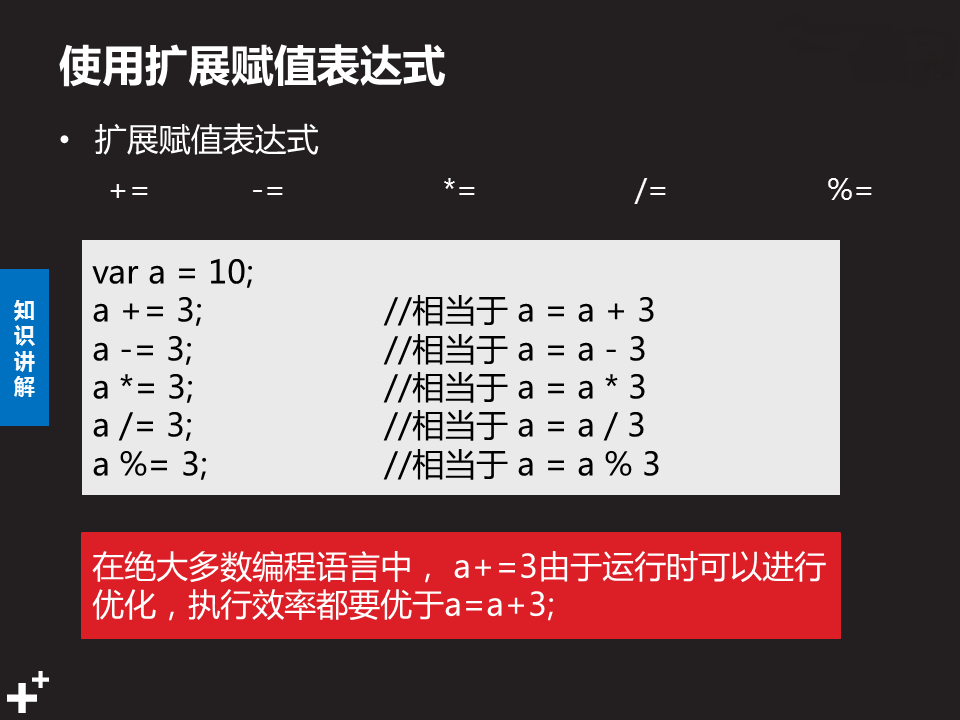 使用扩展赋值表达式
• 扩展赋值表达式
+= -= *= /= %=
var a = 10;
a += 3; //相当于 a = a + 3
a -= 3; //相当于 a = a - 3
a *= 3; //相当于 a = a * 3
a /= 3; //相当于 a = a / 3
a %= 3; //相当于 a = a % 3
知识讲解
在绝大多数编程语言中， a+=3由于运行时可以进行
优化，执行效率都要优于a=a+3;